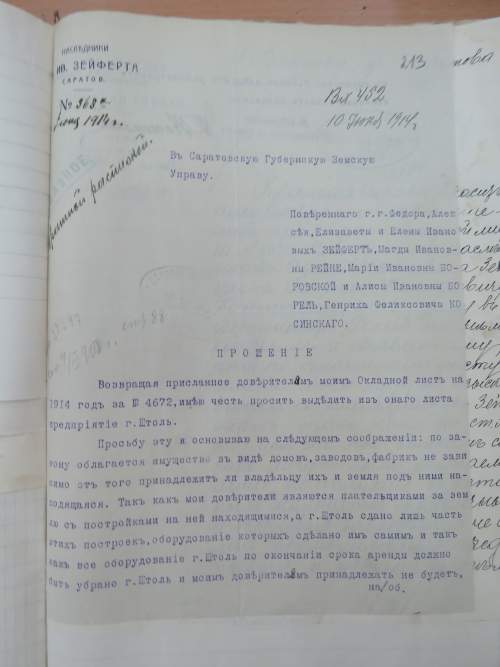 НАСЛѢДНИКИ
ИВ. ЗЕЙФЕРТА
САРАТОВЪ.
№ 368
1914 г.
213
Вх 452
10 Іюня 1914 г.
Въ Саратовскую Губернскую Земскую
Управу.
Повѣреннаго г.г.Федора,Алек
сѣя,Елизаветы и Елены Ивано
выхъ ЗЕЙФЕРТЪ,Магды Иванов-
ны РЕЙНЕ,Маріи Ивановны БО-
РОВСКОЙ и Алисы Ивановны БО
РЕЛЬ,Генриха Феликсовича КО
СИНСКАГО.
ПРОШЕНІЕ
Возвращая присланное довѣрителямъ моимъ Окладной листъ на
1914 годъ за № 4672,имѣю честь просить выдѣлить изъ онаго листа
предпріятіе г.Штоль.
Просьбу эту я основываю на слѣдующемъ соображеніи: по за-
кону облагается имущество въ видѣ домовъ,заводовъ,фабрикъ не зави
симо отъ того принадлежитъ ли владѣльцу ихъ и земля подъ ними на-
ходящаяся. Такъ какъ мои довѣрители являются плательщиками за зем
лю съ постройками на ней находящимися,а г.Штоль сдано лишь часть
этихъ построекъ,оборудованіе которыхъ сдѣлано имъ самимъ и такъ
какъ все оборудованіе г.Штоль по окончаніи срока аренды должно
быть убрано г.Штоль и моимъ довѣрителямъ принадлежать не будетъ,
на/об.